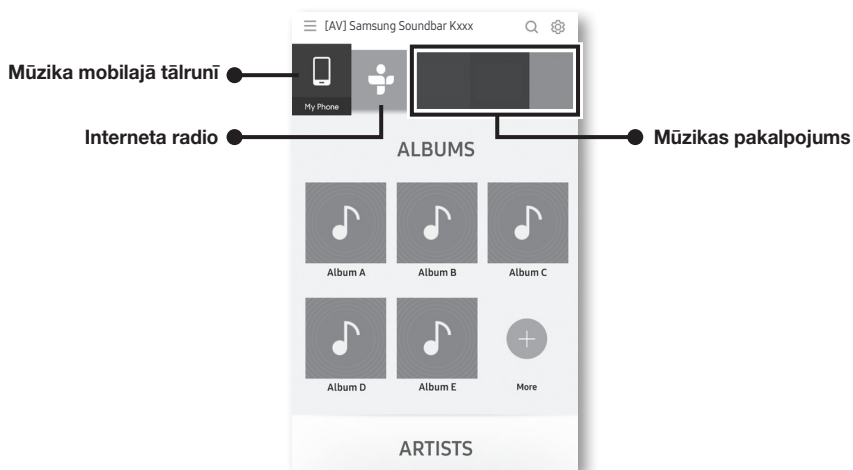 [AV] Samsung Soundbar Kxxx
Mūzika mobilajā tālrunī
My Phone
Interneta radio
Mūzikas pakalpojums
ALBUMS
Album A
Album B
Album C
Album D
Album E
More
ARTISTS